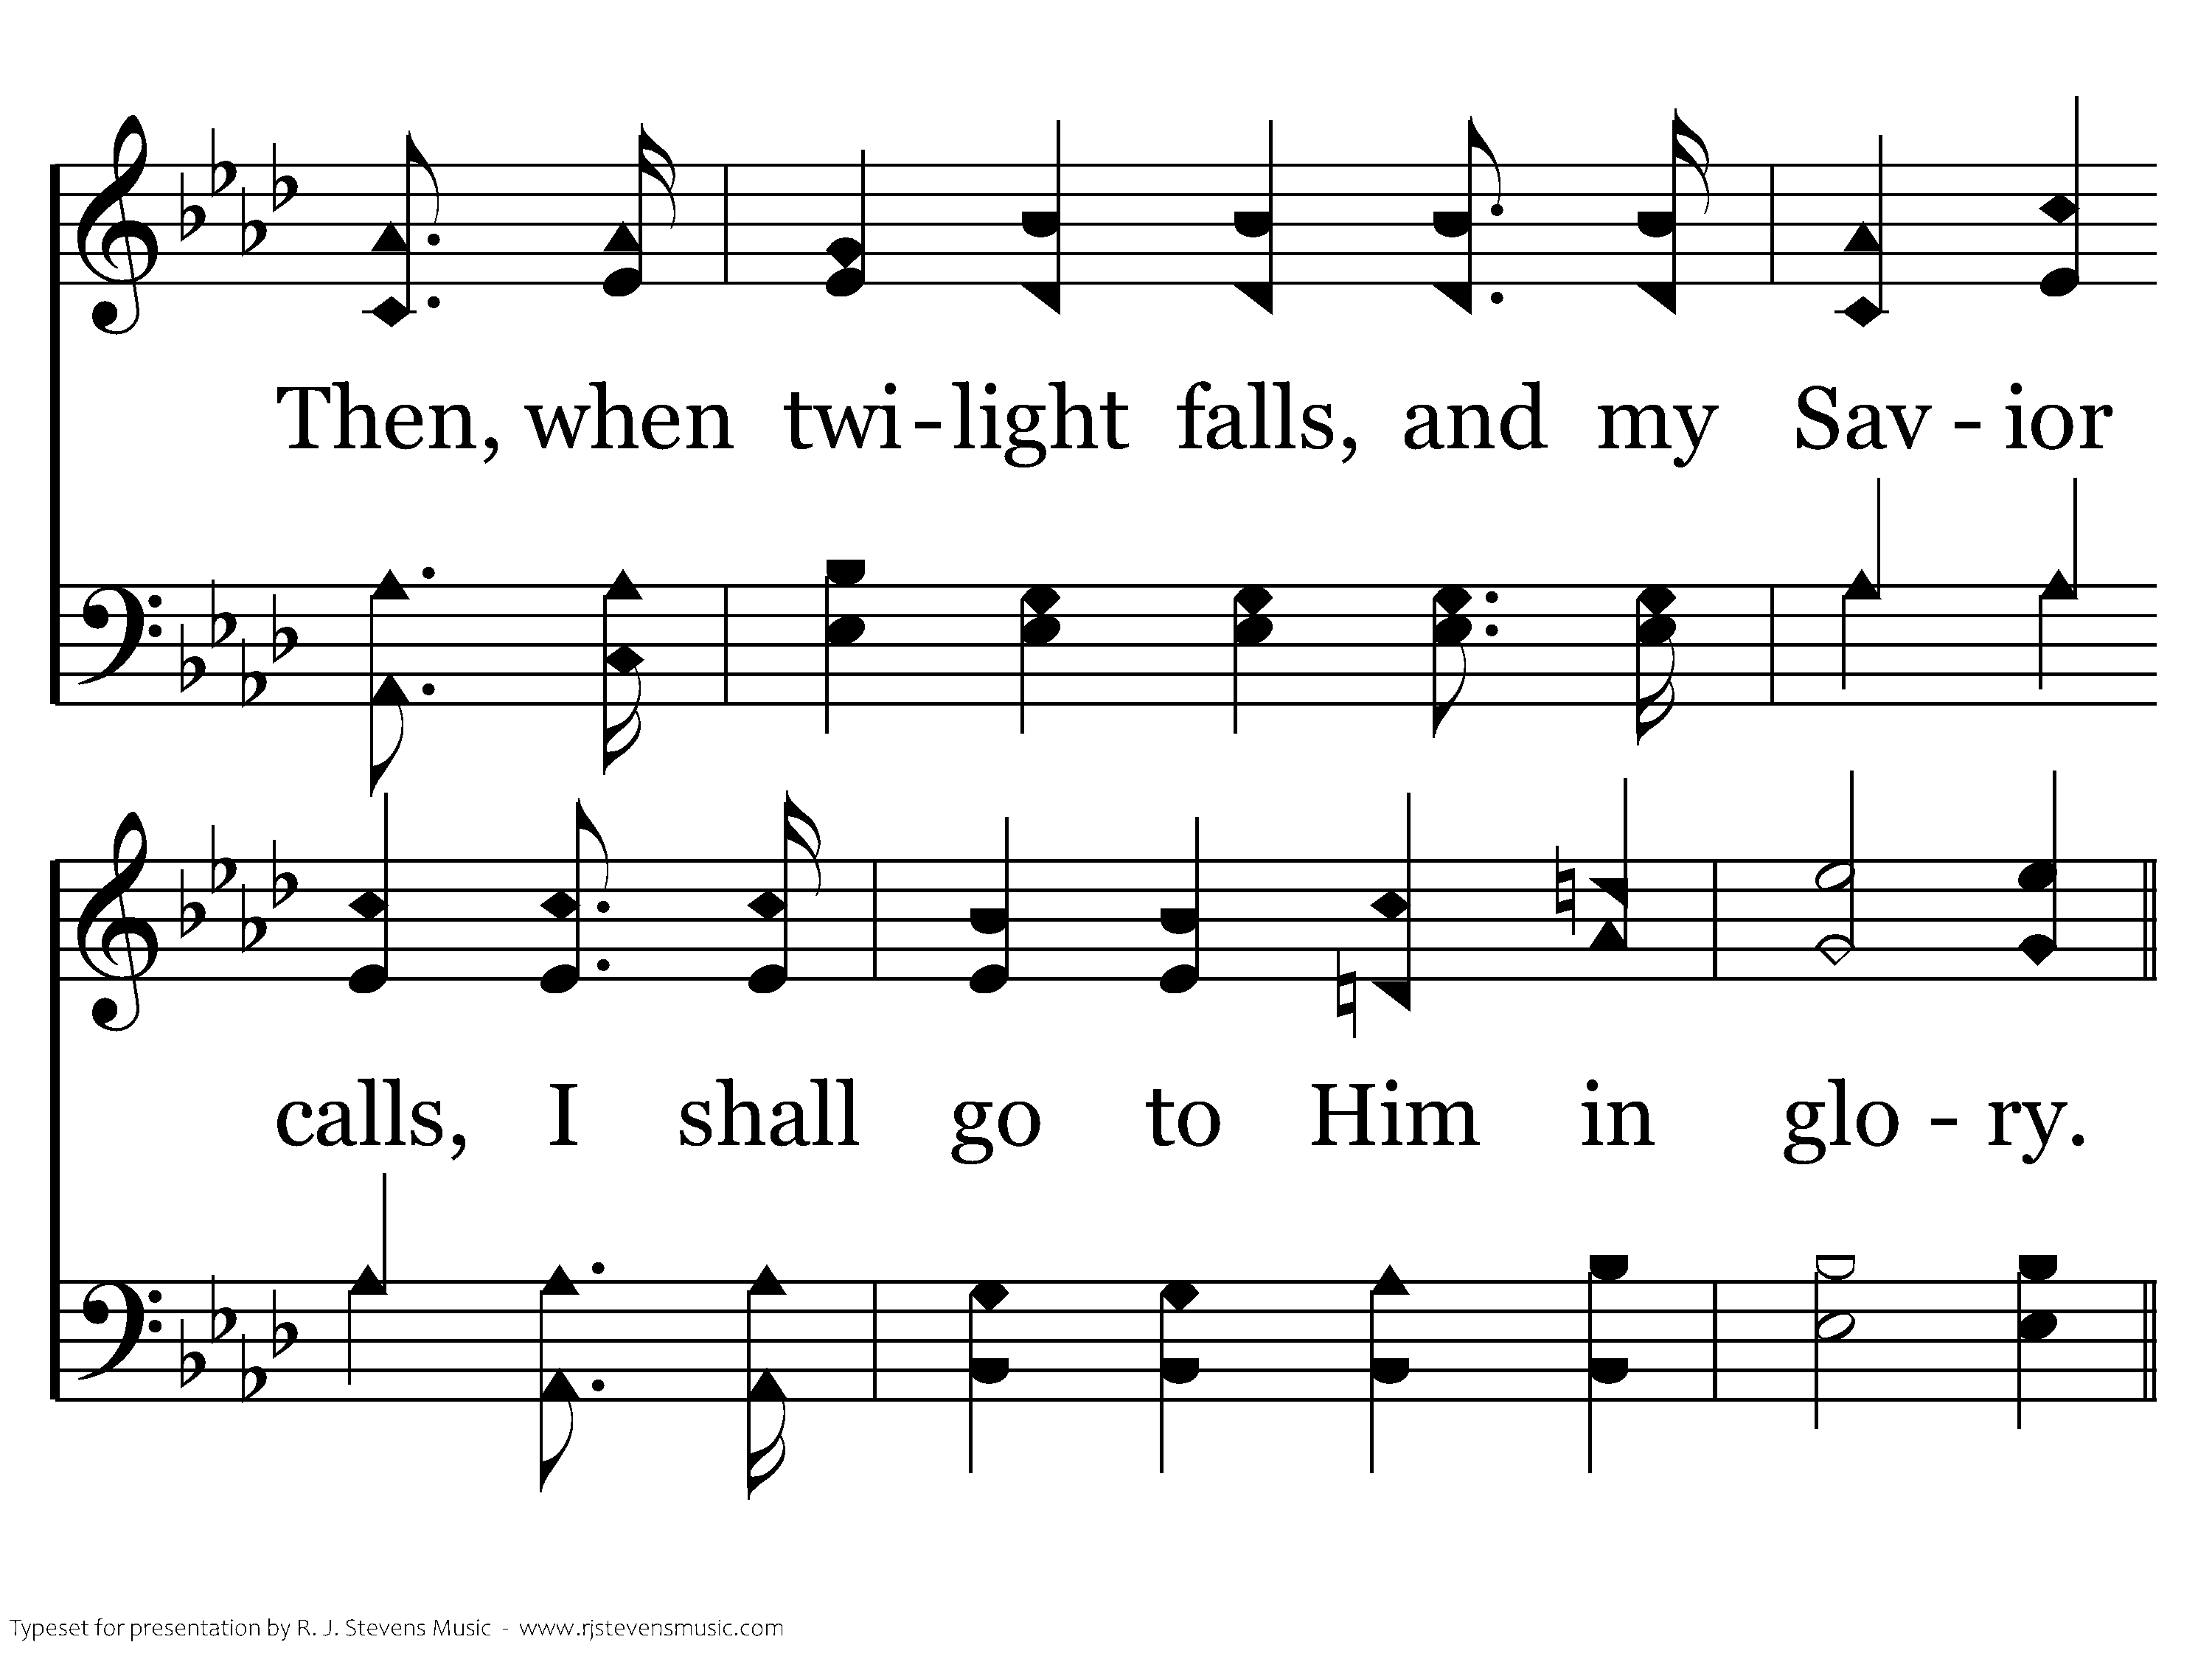 Then, when twi-light falls, and my Sav-ior
calls, I shall go to Him in glo-ry.
Typeset for presentation by R. J. Stevens Music - www.rjstevensmusic.com